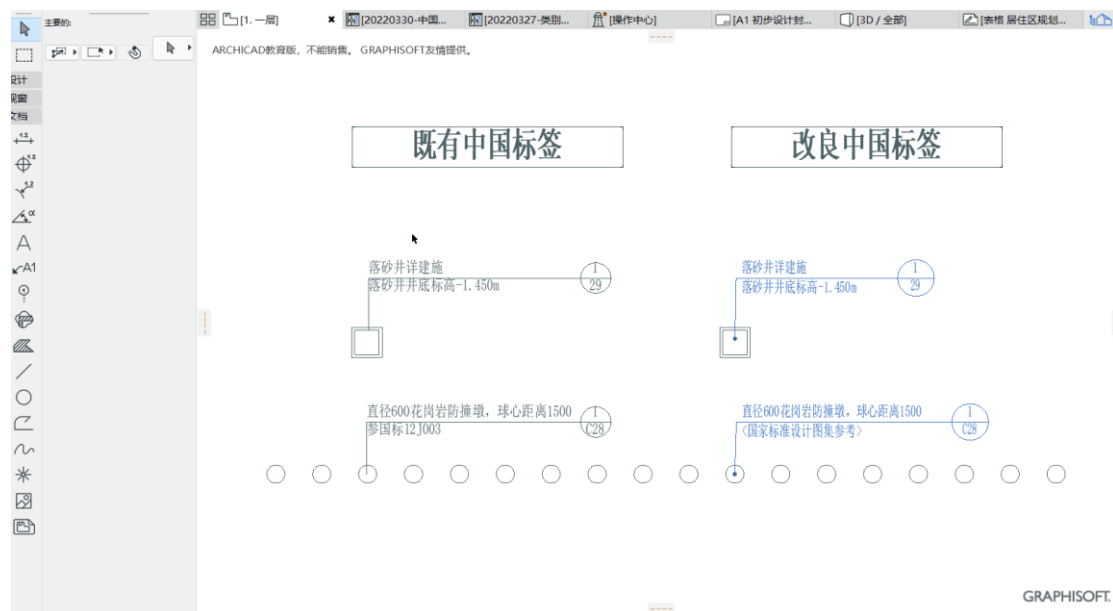 主要的:
[1. 一层]
[20220330-中国...
[20220327-类别...
[操作中心]
[A1 初步设计封...
[3D / 全部]
[表格 居住区规划...
设计
视窗
文档
ARCHICAD教育版，不能销售。 GRAPHISOFT友情提供。
既有中国标签
改良中国标签
落砂井详建施
1
落砂井井底标高-1.450m
29
落砂井详建施
1
落砂井井底标高-1.450m
29
直径600花岗岩防撞墩，球心距离1500
1
参国标12J003
C28
直径600花岗岩防撞墩，球心距离1500
1
〈国家标准设计图集参考〉
C28
A1
GRAPHISOFT.